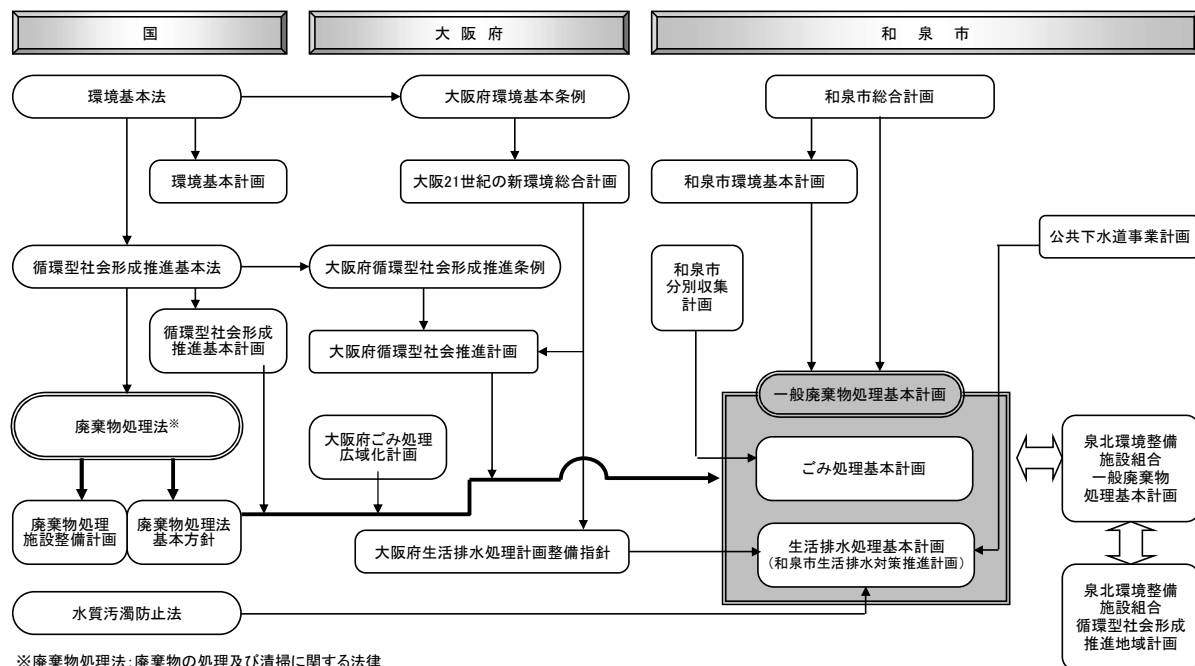 国
大阪府
和泉市
環境基本法
大阪府環境基本条例
和泉市総合計画
環境基本計画
大阪21世紀の新環境総合計画
和泉市環境基本計画
公共下水道事業計画
循環型社会形成推進基本法
大阪府循環型社会形成推進条例
和泉市
分別収集
計画
循環型社会形成
推進基本計画
大阪府循環型社会推進計画
一般廃棄物処理基本計画
廃棄物処理法※
大阪府ごみ処理
広域化計画
ごみ処理基本計画
泉北環境整備
施設組合
一般廃棄物
処理基本計画
廃棄物処理
施設整備計画
廃棄物処理法
基本方針
大阪府生活排水処理計画整備指針
生活排水処理基本計画
(和泉市生活排水対策推進計画)
水質汚濁防止法
泉北環境整備
施設組合
循環型社会形成
推進地域計画
※廃棄物処理法:廃棄物の処理及び清掃に関する法律